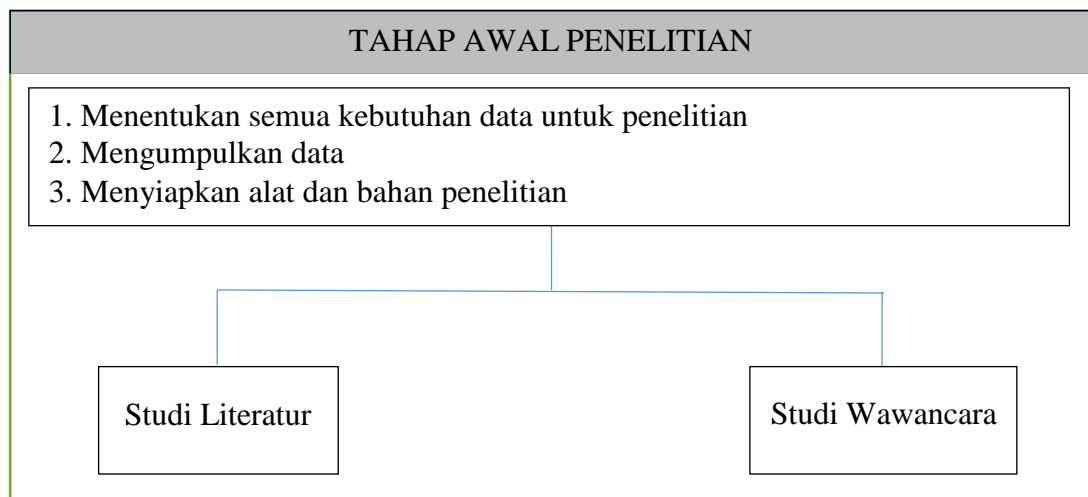 TAHAP AWAL PENELITIAN
1. Menentukan semua kebutuhan data untuk penelitian
2. Mengumpulkan data
3. Menyiapkan alat dan bahan penelitian
Studi Literatur
Studi Wawancara